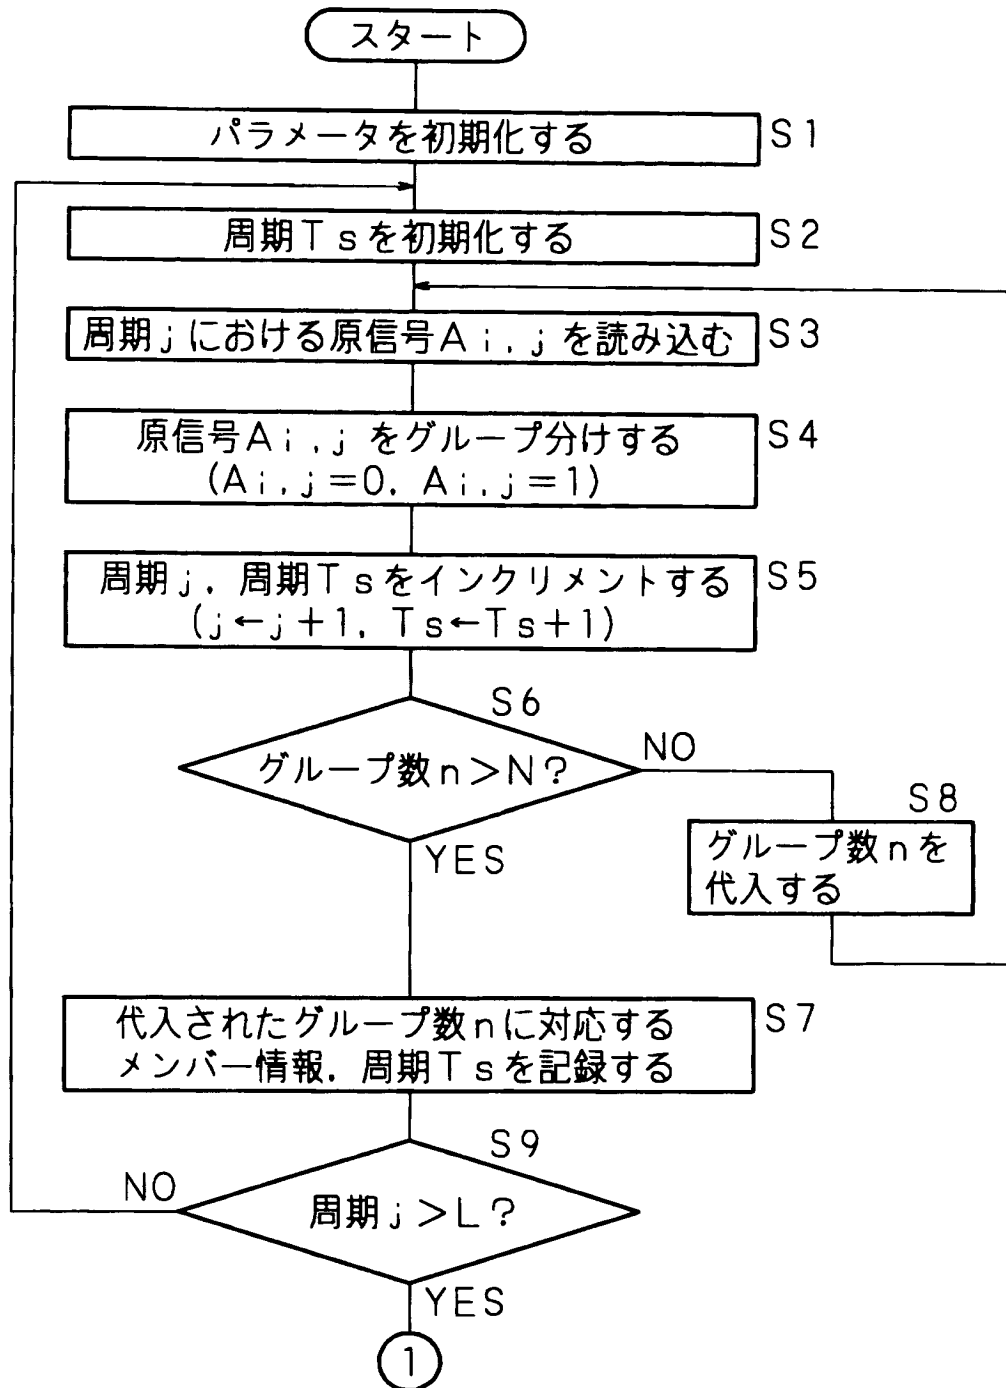 スタート
パラメータを初期化する
S1
周期Tsを初期化する
S2
周期jにおける原信号Ai,jを読み込む
S3
原信号Ai,jをグループ分けする
(Ai,j=0, Ai,j=1)
S4
周期j, 周期Tsをインクリメントする
(j←j+1, Ts←Ts+1)
S5
S6
グループ数n>N?
NO
YES
S8
グループ数nを
代入する
代入されたグループ数nに対応する
メンバー情報, 周期Tsを記録する
S7
S9
周期j>L?
NO
YES
1